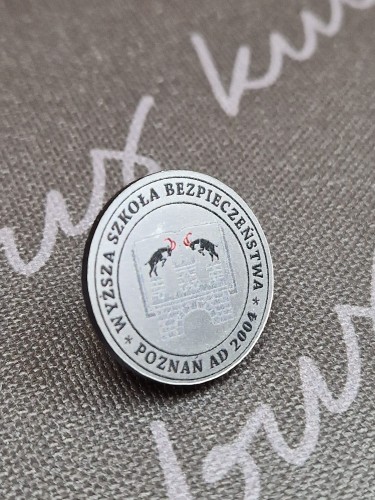 WYŻSZA SZKOŁA BEZPIECZEŃSTWA
* POZNAŃ AD 2004 *